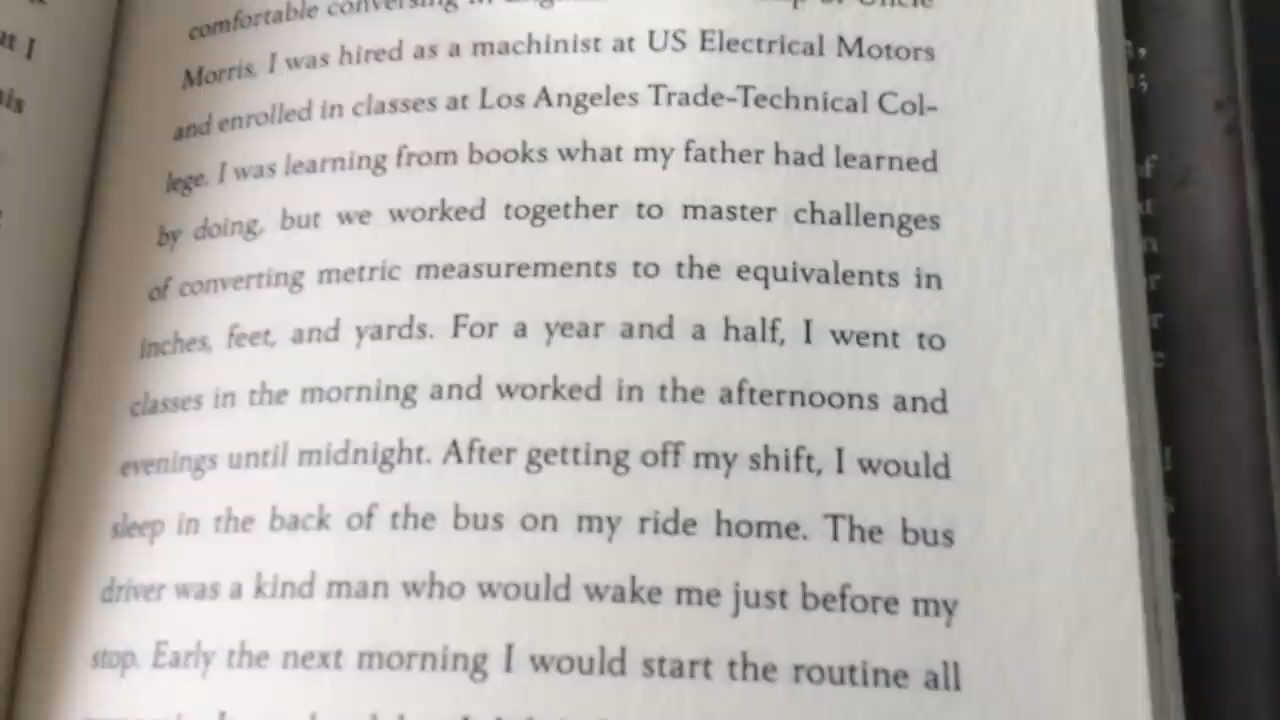 comfortable conversing in
Morris, I was hired as a machinist at US Electrical Motors
and enrolled in classes at Los Angeles Trade-Technical Col-
lege. I was learning from books what my father had learned
by doing, but we worked together to master challenges
of converting metric measurements to the equivalents in
inches, feet, and yards. For a year and a half, I went to
classes in the morning and worked in the afternoons and
evenings until midnight. After getting off my shift, I would
sleep in the back of the bus on my ride home. The bus
driver was a kind man who would wake me just before my
stop. Early the next morning I would start the routine all